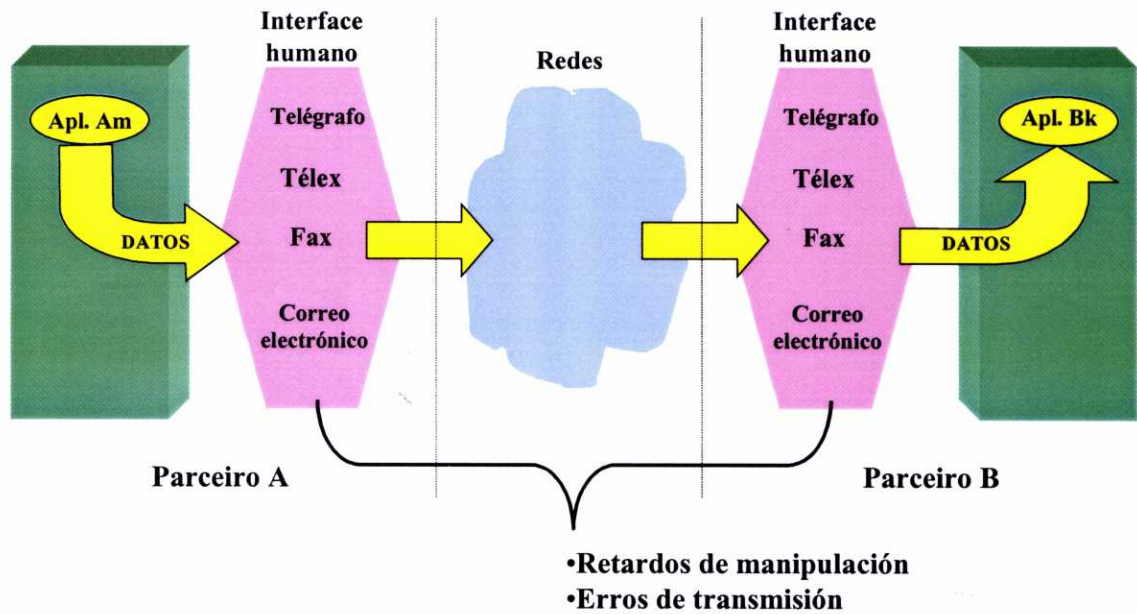 Interface
humano
Redes
Interface
humano
Apl. Am
DATOS
Telégrafo
Télex
Fax
Correo
electrónico
Telégrafo
Télex
Fax
Correo
electrónico
Apl. Bk
DATOS
Parceiro A
Parceiro B
•Retardos de manipulación
•Erros de transmisión